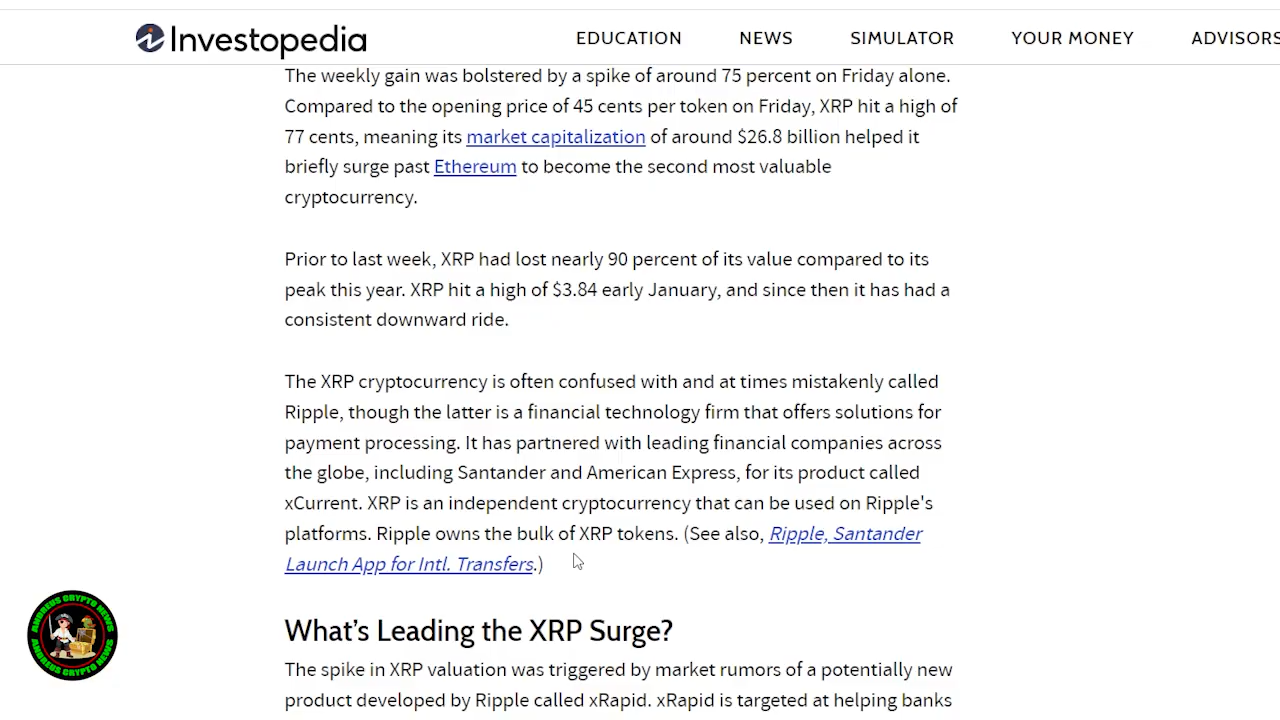 Investopedia
EDUCATION NEWS SIMULATOR YOUR MONEY ADVISORS
The weekly gain was bolstered by a spike of around 75 percent on Friday alone.
Compared to the opening price of 45 cents per token on Friday, XRP hit a high of
77 cents, meaning its market capitalization of around $26.8 billion helped it
briefly surge past Ethereum to become the second most valuable
cryptocurrency.
Prior to last week, XRP had lost nearly 90 percent of its value compared to its
peak this year. XRP hit a high of $3.84 early January, and since then it has had a
consistent downward ride.
The XRP cryptocurrency is often confused with and at times mistakenly called
Ripple, though the latter is a financial technology firm that offers solutions for
payment processing. It has partnered with leading financial companies across
the globe, including Santander and American Express, for its product called
xCurrent. XRP is an independent cryptocurrency that can be used on Ripple's
platforms. Ripple owns the bulk of XRP tokens. (See also, Ripple, Santander
Launch App for Intl. Transfers.)
What's Leading the XRP Surge?
The spike in XRP valuation was triggered by market rumors of a potentially new
product developed by Ripple called xRapid. xRapid is targeted at helping banks
ANDREUS CRYPTO NEWS
ANDREUS CRYPTO NEWS